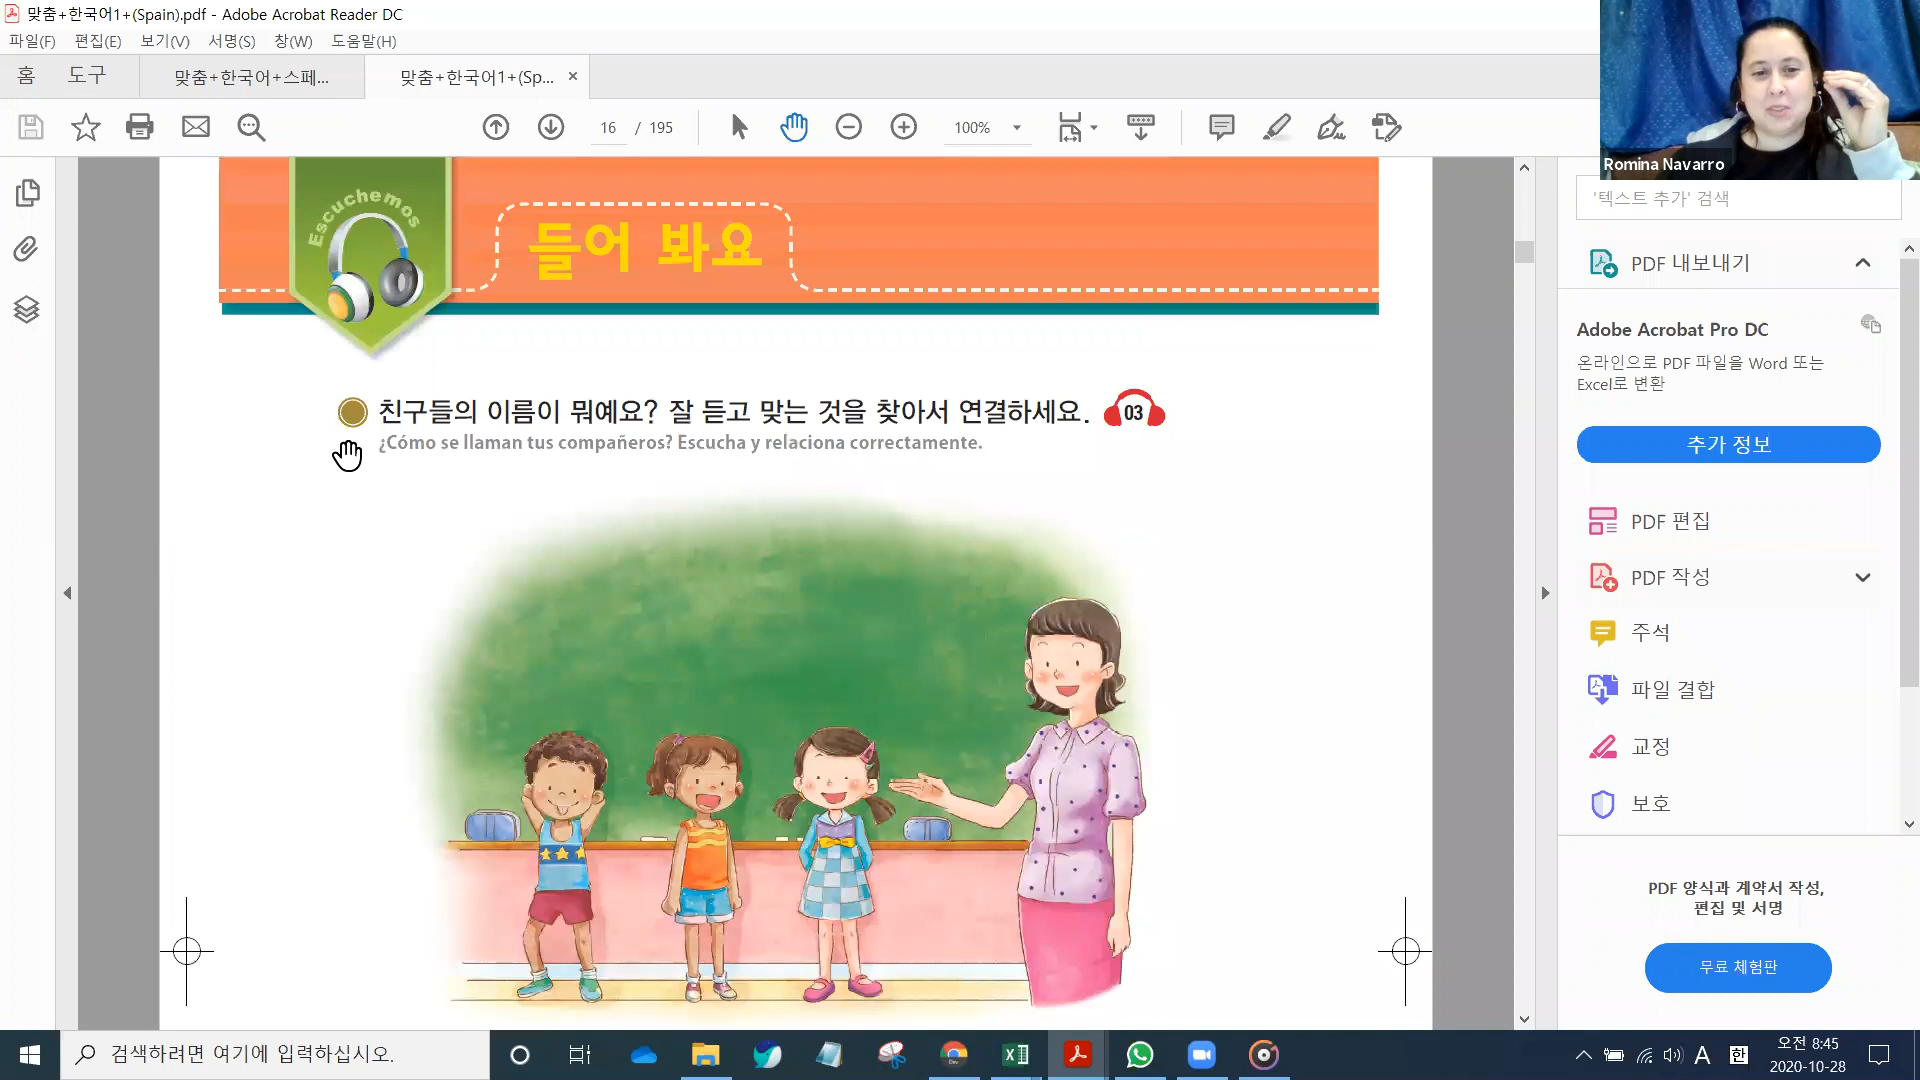 맞춤+한국어1+(Spain).pdf - Adobe Acrobat Reader DC
파일(F) 편집(E) 보기(V) 서명(S) 창(W) 도움말(H)
홈 도구 맞춤+한국어+스페... 맞춤+한국어1+(Sp... ×
16 / 195 100%
Romina Navarro
'텍스트 추가' 검색
Escuchemos
들어 봐요
PDF 내보내기
Adobe Acrobat Pro DC
온라인으로 PDF 파일을 Word 또는
Excel로 변환
친구들의 이름이 뭐예요? 잘 듣고 맞는 것을 찾아서 연결하세요. 03
¿Cómo se llaman tus compañeros? Escucha y relaciona correctamente.
추가 정보
PDF 편집
PDF 작성
주석
파일 결합
교정
보호
PDF 양식과 계약서 작성,
편집 및 서명
무료 체험판
검색하려면 여기에 입력하십시오.
Dev
A 한
오전 8:45
2020-10-28